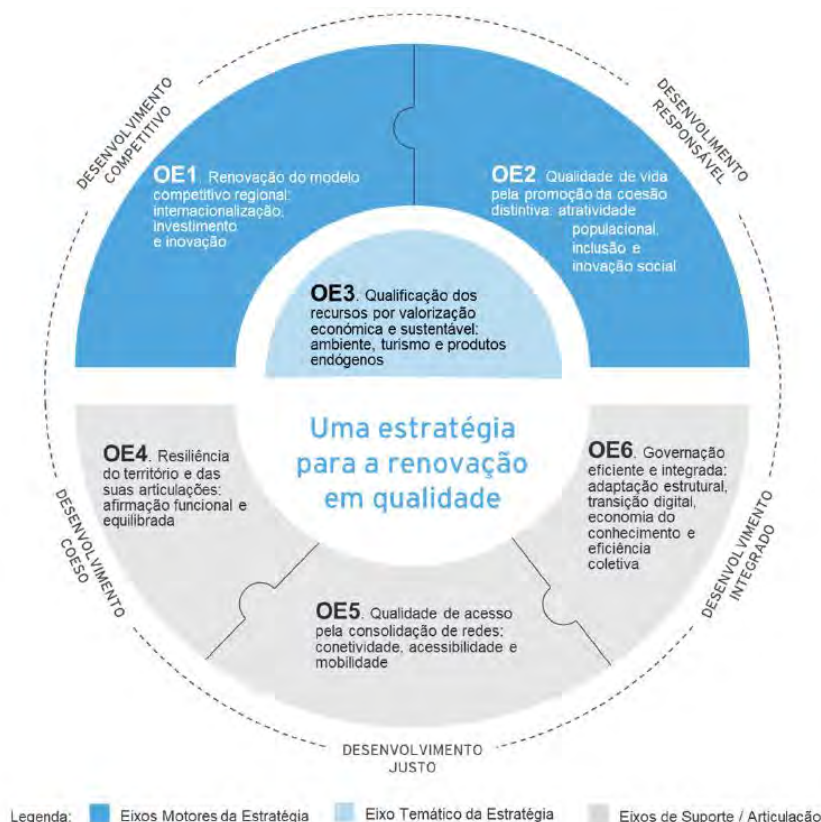 DESENVOLVIMENTO
COMPETITIVO
DESENVOLIMENTO
RESPONSÁVEL
OE1. Renovação do modelo
competitivo regional:
internacionalização,
investimento
e inovação
OE2. Qualidade de vida
pela promoção da coesão
distintiva: atratividade
populacional,
inclusão e
inovação social
OE3. Qualificação dos
recursos por valorização
económica e sustentável:
ambiente, turismo e produtos
endógenos
Uma estratégia
para a renovação
em qualidade
OE4. Resiliência
do território e das
suas articulações:
afirmação funcional e
equilibrada
OE6. Governação
eficiente e integrada:
adaptação estrutural,
transição digital,
economia do
conhecimento e
eficiência
coletiva
DESENVOLVIMENTO
COESO
DESENVOLVIMENTO
INTEGRADO
OE5. Qualidade de acesso
pela consolidação de redes:
conetividade, acessibilidade e
mobilidade
DESENVOLVIMENTO
JUSTO
Legenda: Eixos Motores da Estratégia Eixo Temático da Estratégia Eixos de Suporte / Articulação